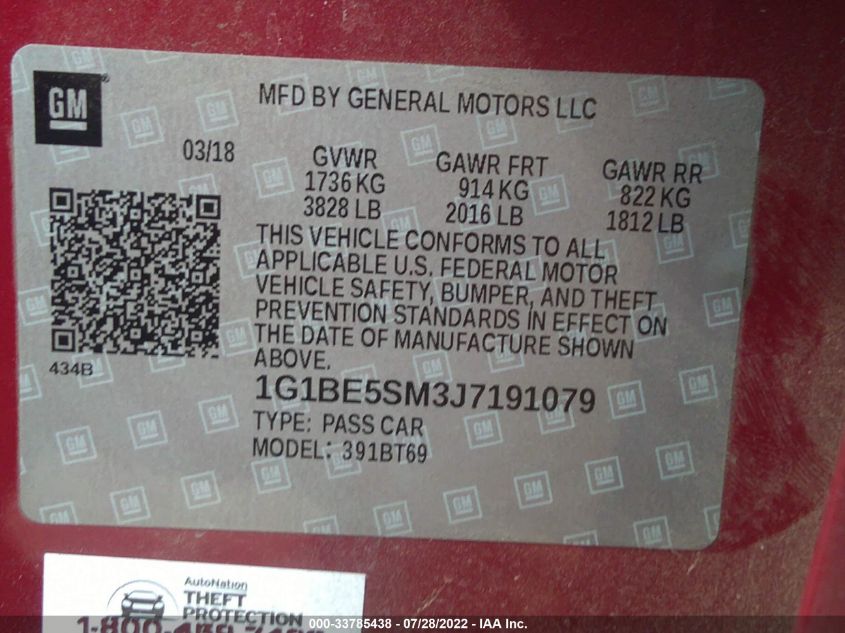 GM
MFD BY GENERAL MOTORS LLC
03/18
GVWR
1736 KG
3828 LB
GAWR FRT
914 KG
2016 LB
GAWR RR
822 KG
1812 LB
THIS VEHICLE CONFORMS TO ALL
APPLICABLE U.S. FEDERAL MOTOR
VEHICLE SAFETY, BUMPER, AND THEFT
PREVENTION STANDARDS IN EFFECT ON
THE DATE OF MANUFACTURE SHOWN
ABOVE.
434B
1G1BE5SM3J7191079
TYPE: PASS CAR
MODEL: 391BT69
AutoNation
THEFT
PROTECTION
000-33785438 - 07/28/2022 - IAA Inc.